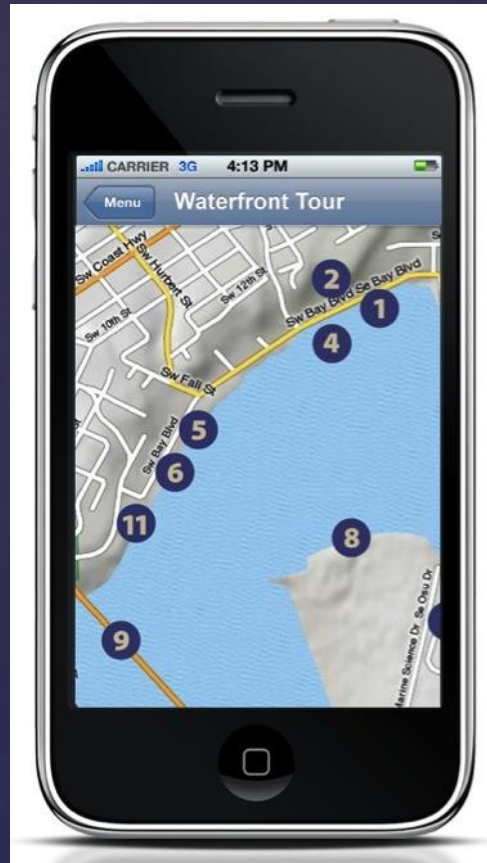 CARRIER 3G 4:13 PM
Menu Waterfront Tour
Sw Coast Hwy
Sw Hurbert St
Sw 12th St
Sw 10th St
Sw Bay Blvd Se Bay Blvd
2
1
4
Sw Fall St
5
Sw Bay Blvd
6
11
8
9
Marine Science Dr Se Osu Dr